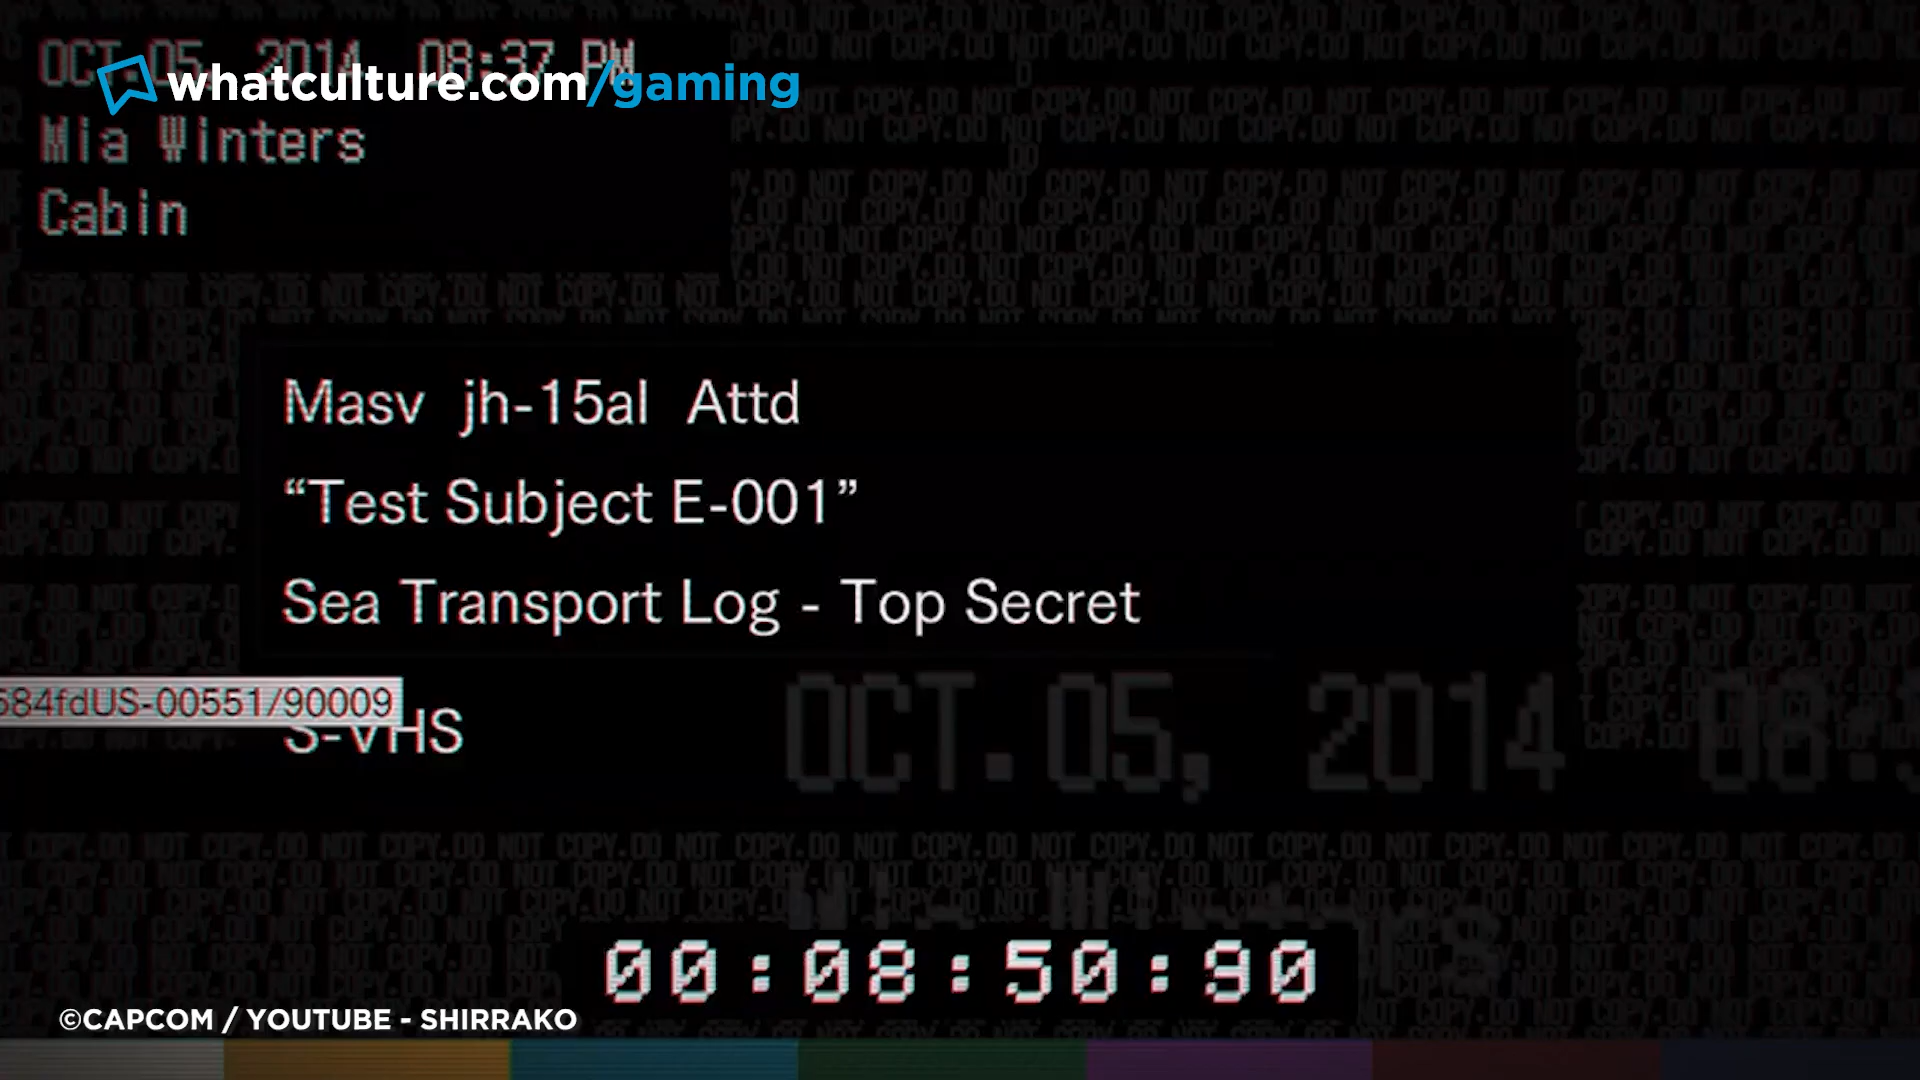 OCT.05, 2014 08:37 PM
whatculture.com/gaming
Mia Winters
Cabin
Masv jh-15al Attd
“Test Subject E-001”
Sea Transport Log - Top Secret
584fdUS-00551/90009
S-VHS
OCT.05, 2014 08:3
00:08:50:90
©CAPCOM / YOUTUBE - SHIRRAKO